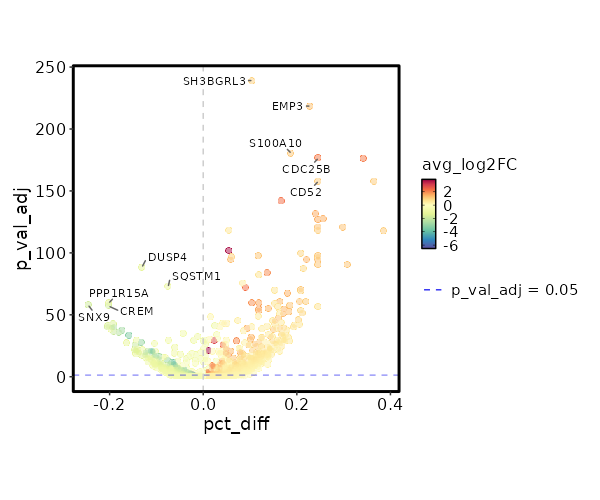 250
200
150
100
50
0
p_val_adj
SH3BGRL3
EMP3
S100A10
CDC25B
CD52
DUSP4
SQSTM1
PPP1R15A
CREM
SNX9
-0.2
0.0
0.2
0.4
pct_diff
avg_log2FC
2
0
-2
-4
-6
p_val_adj = 0.05